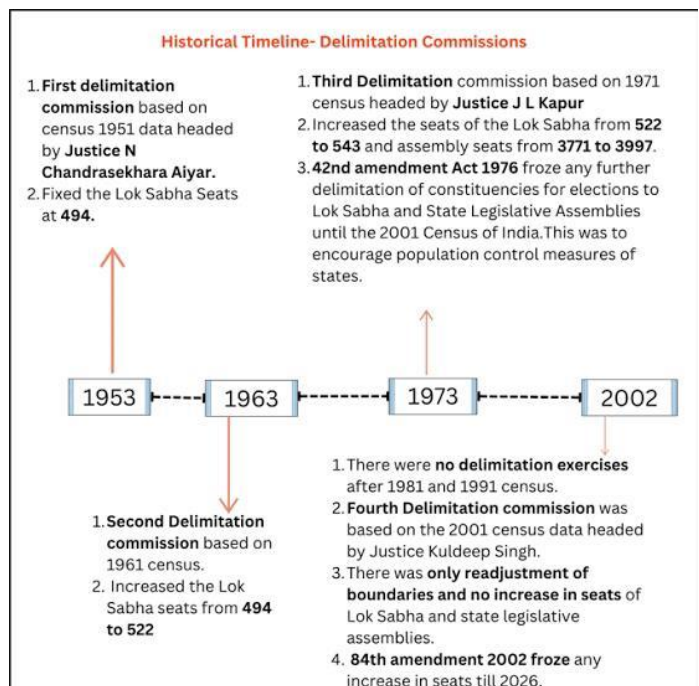 Historical Timeline- Delimitation Commissions
1. First delimitation
commission based on
census 1951 data headed
by Justice N
Chandrasekhara Aiyar.
2. Fixed the Lok Sabha Seats
at 494.
1. Third Delimitation commission based on 1971
census headed by Justice J L Kapur
2. Increased the seats of the Lok Sabha from 522
to 543 and assembly seats from 3771 to 3997.
3. 42nd amendment Act 1976 froze any further
delimitation of constituencies for elections to
Lok Sabha and State Legislative Assemblies
until the 2001 Census of India.This was to
encourage population control measures of
states.
1953
1963
1973
2002
1. Second Delimitation
commission based on
1961 census.
2. Increased the Lok
Sabha seats from 494
to 522
1. There were no delimitation exercises
after 1981 and 1991 census.
2. Fourth Delimitation commission was
based on the 2001 census data headed
by Justice Kuldeep Singh.
3. There was only readjustment of
boundaries and no increase in seats of
Lok Sabha and state legislative
assemblies.
4. 84th amendment 2002 froze any
increase in seats till 2026.